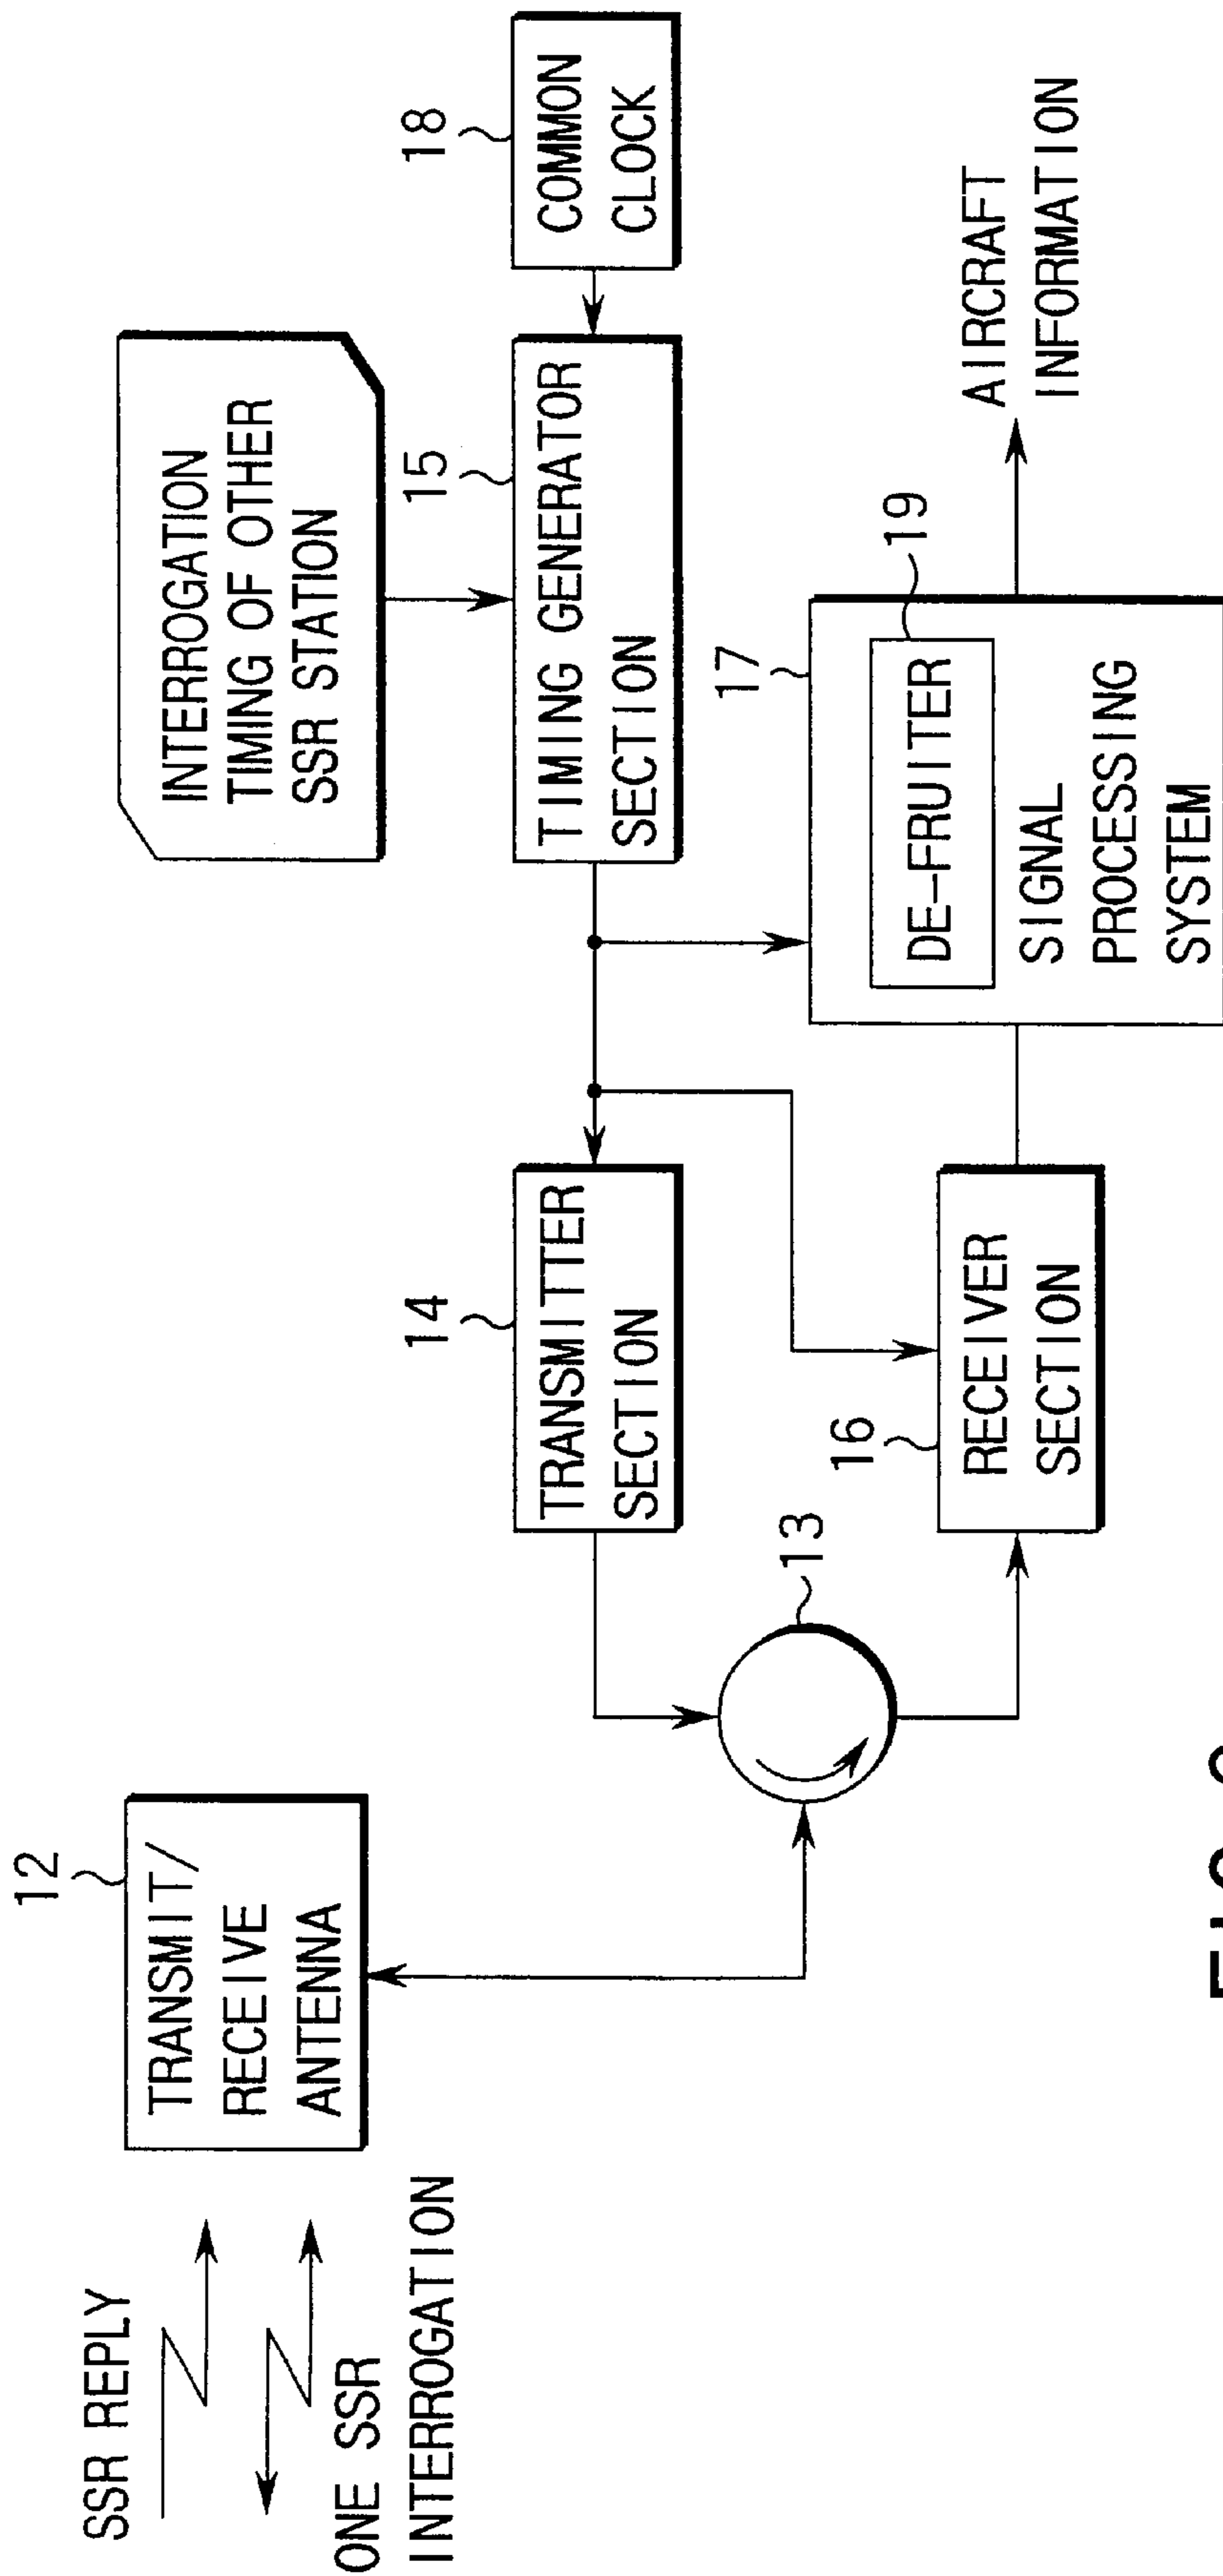 SSR REPLY
ONE SSR
INTERROGATION
12
TRANSMIT/
RECEIVE
ANTENNA
13
14
TRANSMITTER
SECTION
INTERROGATION
TIMING OF OTHER
SSR STATION
15
TIMING GENERATOR
SECTION
18
COMMON
CLOCK
16
RECEIVER
SECTION
17
19
DE-FRUITER
SIGNAL
PROCESSING
SYSTEM
AIRCRAFT
INFORMATION